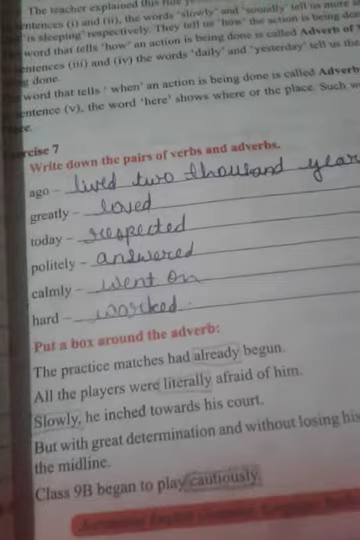 The teacher explained this
sentences (i) and (ii), the words 'slowly' and 'soundly' tell us more
'is sleeping' respectively. They tell us 'how' the action is being
word that tells 'how' an action is being done is called Adverb of
sentences (iii) and (iv) the words 'daily' and 'yesterday' tell us the
done.
word that tells ' when' an action is being done is called Adverb
sentence (v), the word 'here' shows where or the place. Such
rcise 7
Write down the pairs of verbs and adverbs.
ago – lived two thousand year
greatly – loved
today – respected
politely – answered
calmly – went on
hard – worked.
Put a box around the adverb:
The practice matches had already begun.
All the players were literally afraid of him.
Slowly, he inched towards his court.
But with great determination and without losing his
the midline.
Class 9B began to play cautiously.